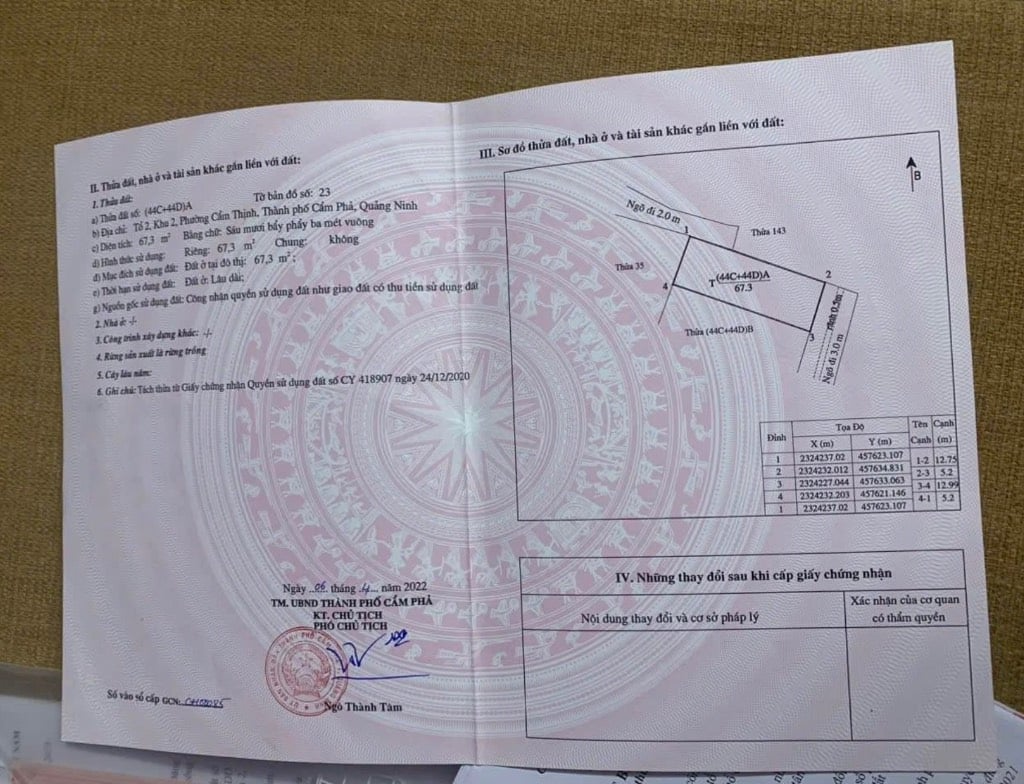 II. Thửa đất, nhà ở và tài sản khác gắn liền với đất:
1. Thửa đất:
a) Thửa đất số: (44C+44D)A Tờ bản đồ số: 23
b) Địa chỉ: Tổ 2, Khu 2, Phường Cẩm Thịnh, Thành phố Cẩm Phả, Quảng Ninh
c) Diện tích: 67,3 m² Bằng chữ: Sáu mươi bẩy phẩy ba mét vuông
d) Hình thức sử dụng: Riêng: 67,3 m² Chung: không
đ) Mục đích sử dụng đất: Đất ở tại đô thị: 67,3 m²;
e) Thời hạn sử dụng đất: Đất ở: Lâu dài;
g) Nguồn gốc sử dụng đất: Công nhận quyền sử dụng đất như giao đất có thu tiền sử dụng đất
2. Nhà ở: -/-
3. Công trình xây dựng khác: -/-
4. Rừng sản xuất là rừng trồng
5. Cây lâu năm:
6. Ghi chú: Tách thửa từ Giấy chứng nhận Quyền sử dụng đất số CY 418907 ngày 24/12/2020
Ngày 06 tháng 4 năm 2022
TM. UBND THÀNH PHỐ CẨM PHẢ
KT. CHỦ TỊCH
PHÓ CHỦ TỊCH
Ngô Thành Tâm
Số vào sổ cấp GCN: CH02085
III. Sơ đồ thửa đất, nhà ở và tài sản khác gắn liền với đất:
B
Ngõ đi 2.0 m
Thửa 143
1
Thửa 35
T (44C+44D)A
67.3
2
4
Thửa (44C+44D)B
3
rãnh 0.5m
Ngõ đi 3.0 m
Đỉnh Tọa Độ Tên Cạnh Cạnh (m)
X (m) Y (m)
1 2324237.02 457623.107
1-2 12.75
2 2324232.012 457634.831
2-3 5.2
3 2324227.044 457633.063
3-4 12.99
4 2324232.203 457621.146
4-1 5.2
1 2324237.02 457623.107
IV. Những thay đổi sau khi cấp giấy chứng nhận
Nội dung thay đổi và cơ sở pháp lý
Xác nhận của cơ quan
có thẩm quyền